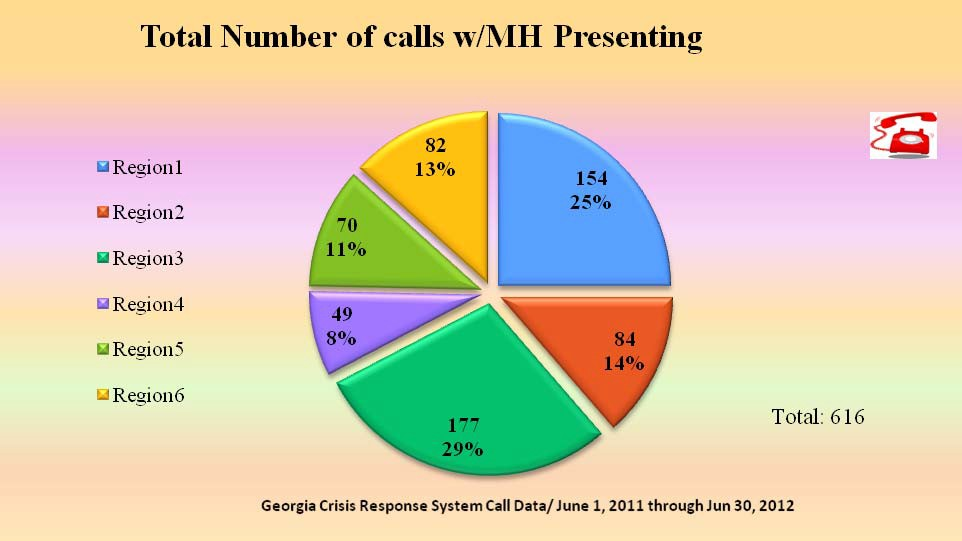 Total Number of calls w/MH Presenting
Region1
Region2
Region3
Region4
Region5
Region6
82
13%
154
25%
70
11%
49
8%
84
14%
177
29%
Total: 616
Georgia Crisis Response System Call Data/ June 1, 2011 through Jun 30, 2012